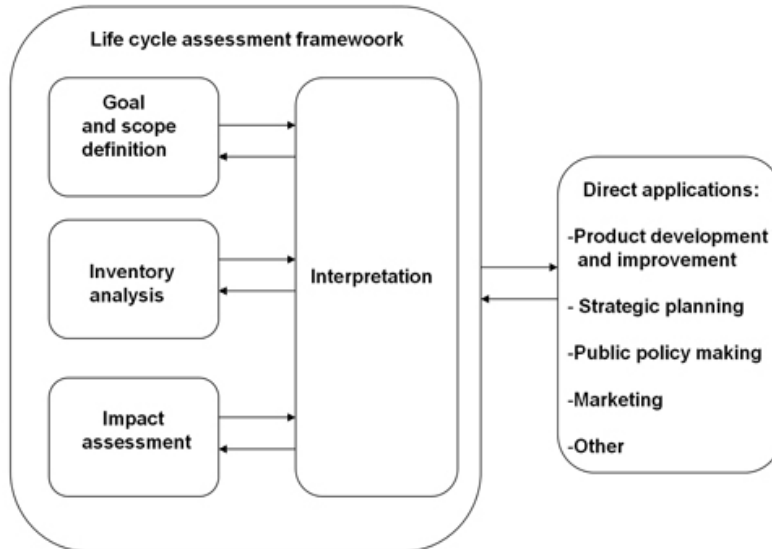 Life cycle assessment framewoork
Goal
and scope
definition
Inventory
analysis
Impact
assessment
Interpretation
Direct applications:
-Product development
and improvement
- Strategic planning
-Public policy making
-Marketing
-Other